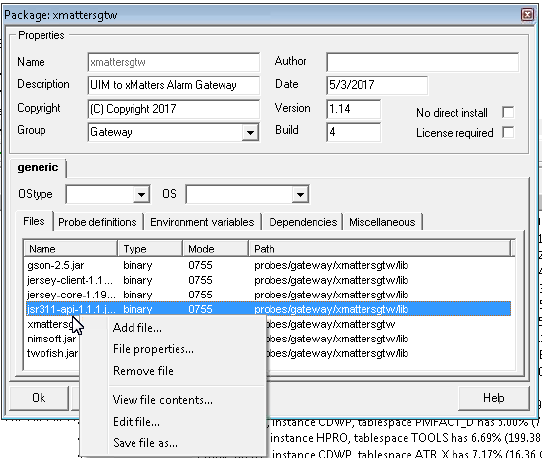 Package: xmattersgtw
Properties
Name xmattersgtw Author
Description UIM to xMatters Alarm Gateway Date 5/3/2017
Copyright (C) Copyright 2017 Version 1.14 No direct install
Group Gateway Build 4 License required
generic
OStype OS
Files Probe definitions Environment variables Dependencies Miscellaneous
Name Type Mode Path
gson-2.5.jar binary 0755 probes/gateway/xmattersgtw/lib
jersey-client-1.1... binary 0755 probes/gateway/xmattersgtw/lib
jersey-core-1.19... binary 0755 probes/gateway/xmattersgtw/lib
jsr311-api-1.1.1.j... binary 0755 probes/gateway/xmattersgtw/lib
xmattersg probes/gateway/xmattersgtw
nimsoft.jar probes/gateway/xmattersgtw/lib
twofish.jar probes/gateway/xmattersgtw/lib
Add file...
File properties...
Remove file
View file contents...
Edit file...
Save file as...
Ok Help
instance CDWP, tablespace PMFACT_D has 5.00% (7
instance HPRO, tablespace TOOLS has 6.69% (199.38
instance CDWP, tablespace ATR_X has 7.17% (16.36 G